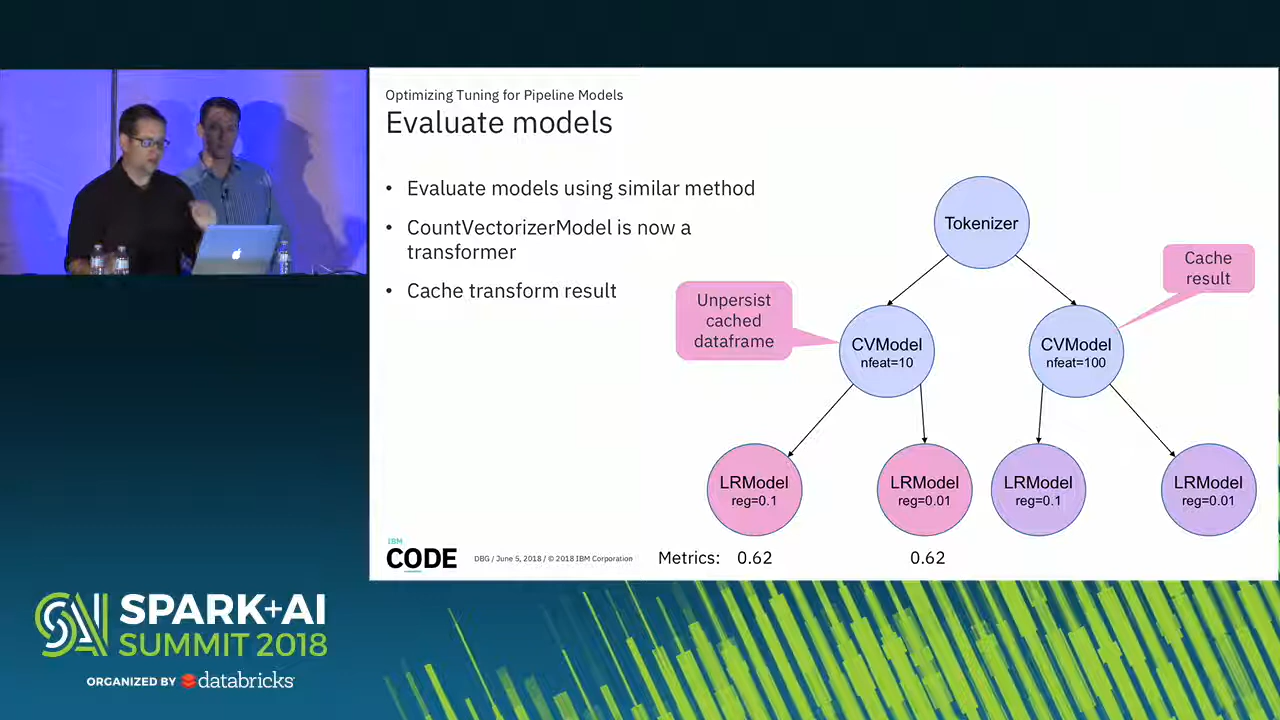 Optimizing Tuning for Pipeline Models
Evaluate models
• Evaluate models using similar method
• CountVectorizerModel is now a
transformer
• Cache transform result
Tokenizer
Cache
result
Unpersist
cached
dataframe
CVModel
nfeat=10
CVModel
nfeat=100
LRModel
reg=0.1
LRModel
reg=0.01
LRModel
reg=0.1
LRModel
reg=0.01
Metrics: 0.62 0.62
IBM
CODE
DBG / June 5, 2018 / © 2018 IBM Corporation
SPARK+AI
SUMMIT 2018
ORGANIZED BY databricks